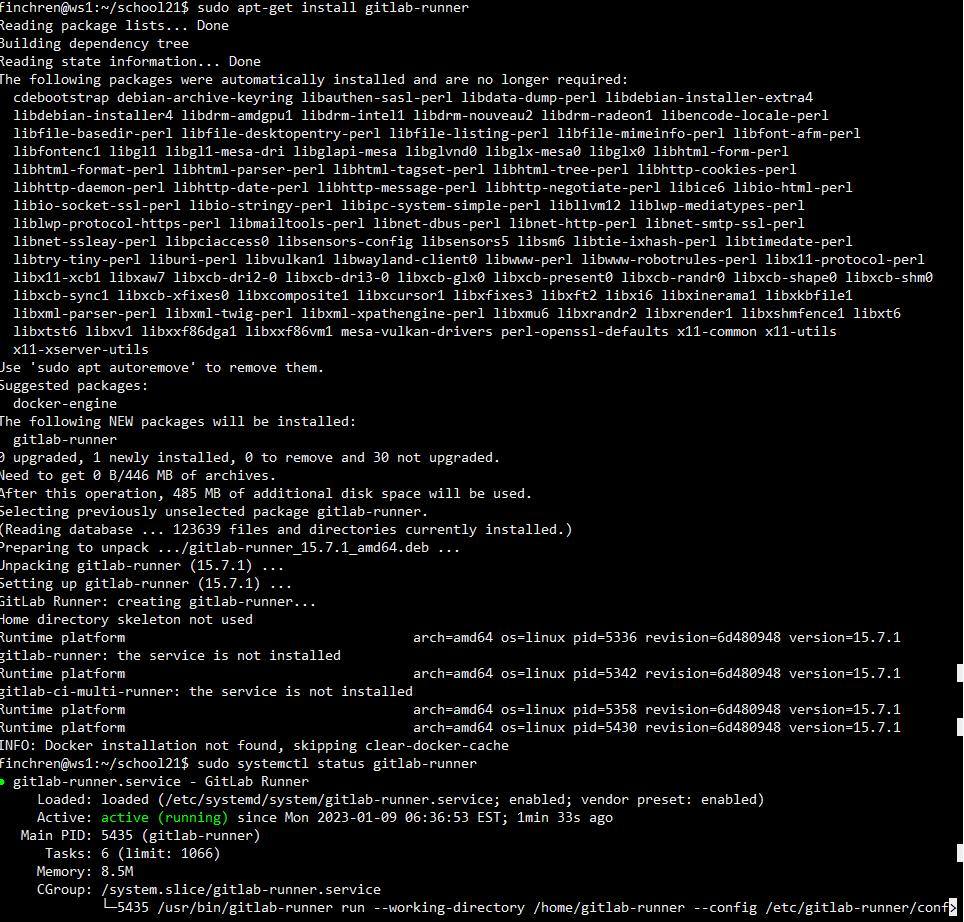 finchren@ws1:~/school21$ sudo apt-get install gitlab-runner
Reading package lists... Done
Building dependency tree
Reading state information... Done
The following packages were automatically installed and are no longer required:
  cdebootstrap debian-archive-keyring libauthen-sasl-perl libdata-dump-perl libdebian-installer-extra4
  libdebian-installer4 libdrm-amdgpu1 libdrm-intel1 libdrm-nouveau2 libdrm-radeon1 libencode-locale-perl
  libfile-basedir-perl libfile-desktopentry-perl libfile-listing-perl libfile-mimeinfo-perl libfont-afm-perl
  libfontenc1 libgl1 libgl1-mesa-dri libglapi-mesa libglvnd0 libglx-mesa0 libglx0 libhtml-form-perl
  libhtml-format-perl libhtml-parser-perl libhtml-tagset-perl libhtml-tree-perl libhttp-cookies-perl
  libhttp-daemon-perl libhttp-date-perl libhttp-message-perl libhttp-negotiate-perl libice6 libio-html-perl
  libio-socket-ssl-perl libio-stringy-perl libipc-system-simple-perl libllvm12 liblwp-mediatypes-perl
  liblwp-protocol-https-perl libmailtools-perl libnet-dbus-perl libnet-http-perl libnet-smtp-ssl-perl
  libnet-ssleay-perl libpciaccess0 libsensors-config libsensors5 libsm6 libtie-ixhash-perl libtimedate-perl
  libtry-tiny-perl liburi-perl libvulkan1 libwayland-client0 libwww-perl libwww-robotrules-perl libx11-protocol-perl
  libx11-xcb1 libxaw7 libxcb-dri2-0 libxcb-dri3-0 libxcb-glx0 libxcb-present0 libxcb-randr0 libxcb-shape0 libxcb-shm0
  libxcb-sync1 libxcb-xfixes0 libxcomposite1 libxcursor1 libxfixes3 libxft2 libxi6 libxinerama1 libxkbfile1
  libxml-parser-perl libxml-twig-perl libxml-xpathengine-perl libxmu6 libxrandr2 libxrender1 libxshmfence1 libxt6
  libxtst6 libxv1 libxxf86dga1 libxxf86vm1 mesa-vulkan-drivers perl-openssl-defaults x11-common x11-utils
  x11-xserver-utils
Use 'sudo apt autoremove' to remove them.
Suggested packages:
  docker-engine
The following NEW packages will be installed:
  gitlab-runner
0 upgraded, 1 newly installed, 0 to remove and 30 not upgraded.
Need to get 0 B/446 MB of archives.
After this operation, 485 MB of additional disk space will be used.
Selecting previously unselected package gitlab-runner.
(Reading database ... 123639 files and directories currently installed.)
Preparing to unpack .../gitlab-runner_15.7.1_amd64.deb ...
Unpacking gitlab-runner (15.7.1) ...
Setting up gitlab-runner (15.7.1) ...
GitLab Runner: creating gitlab-runner...
Home directory skeleton not used
Runtime platform                                    arch=amd64 os=linux pid=5336 revision=6d480948 version=15.7.1
gitlab-runner: the service is not installed
Runtime platform                                    arch=amd64 os=linux pid=5342 revision=6d480948 version=15.7.1
gitlab-ci-multi-runner: the service is not installed
Runtime platform                                    arch=amd64 os=linux pid=5358 revision=6d480948 version=15.7.1
Runtime platform                                    arch=amd64 os=linux pid=5430 revision=6d480948 version=15.7.1
INFO: Docker installation not found, skipping clear-docker-cache
finchren@ws1:~/school21$ sudo systemctl status gitlab-runner
● gitlab-runner.service - GitLab Runner
     Loaded: loaded (/etc/systemd/system/gitlab-runner.service; enabled; vendor preset: enabled)
     Active: active (running) since Mon 2023-01-09 06:36:53 EST; 1min 33s ago
   Main PID: 5435 (gitlab-runner)
      Tasks: 6 (limit: 1066)
     Memory: 8.5M
     CGroup: /system.slice/gitlab-runner.service
             └─5435 /usr/bin/gitlab-runner run --working-directory /home/gitlab-runner --config /etc/gitlab-runner/conf>